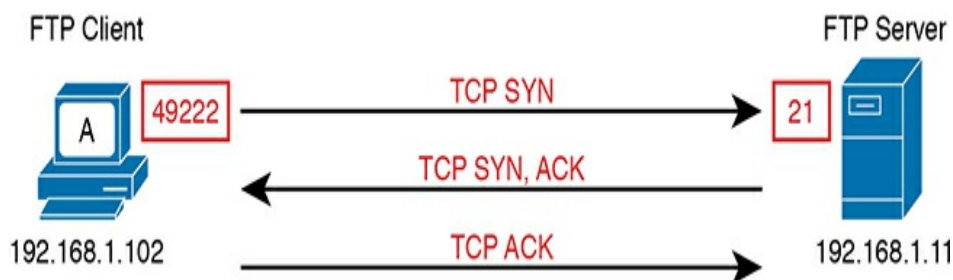 FTP Client
FTP Server
TCP SYN
49222
21
A
TCP SYN, ACK
192.168.1.102
TCP ACK
192.168.1.11